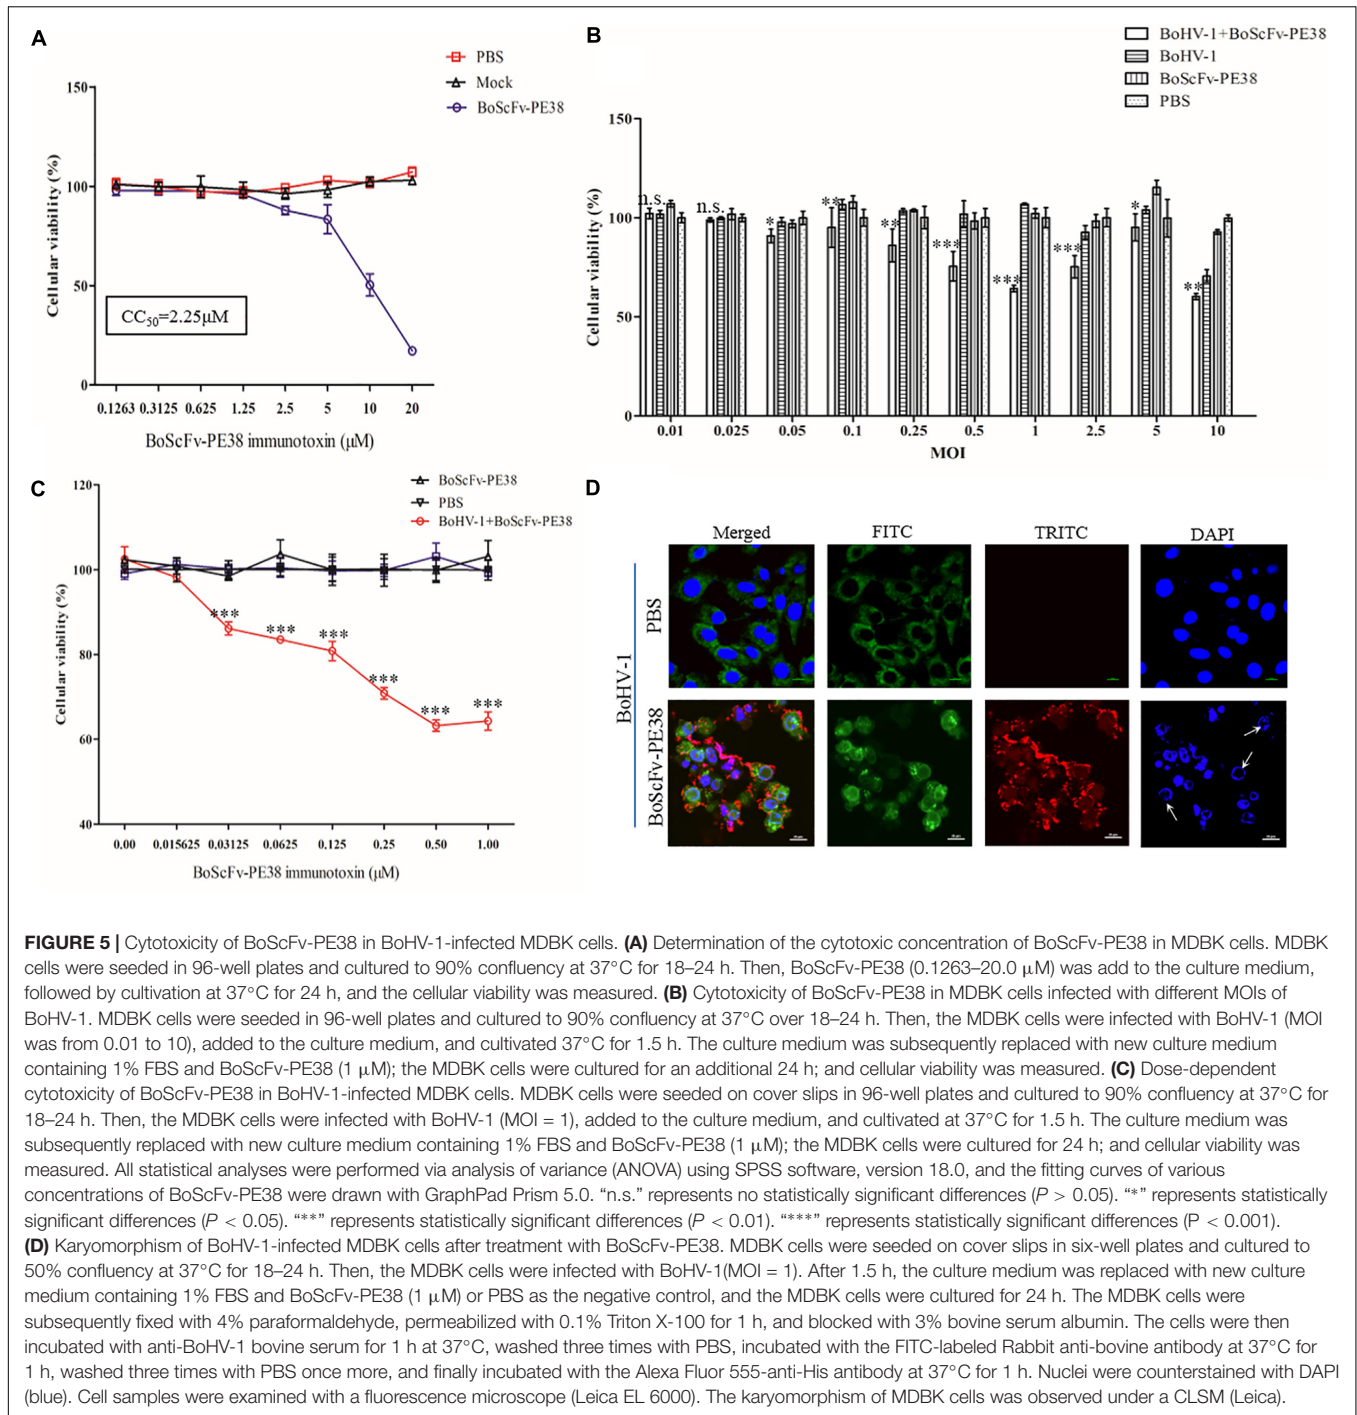 A
PBS
Mock
BoScFv-PE38
150
100
50
0
Cellular viability (%)
CC50=2.25μM
0.1263 0.3125 0.625 1.25 2.5 5 10 20
BoScFv-PE38 immunotoxin (μM)
B
BoHV-1+BoScFv-PE38
BoHV-1
BoScFv-PE38
PBS
150
100
50
0
Cellular viability (%)
n.s. n.s. * ** ** *** *** *** * **
0.01 0.025 0.05 0.1 0.25 0.5 1 2.5 5 10
MOI
C
BoScFv-PE38
PBS
BoHV-1+BoScFv-PE38
120
100
80
60
40
Cellular viability (%)
*** *** *** *** *** ***
0.00 0.015625 0.03125 0.0625 0.125 0.25 0.50 1.00
BoScFv-PE38 immunotoxin (μM)
D
Merged FITC TRITC DAPI
BoHV-1
PBS
BoScFv-PE38
FIGURE 5 | Cytotoxicity of BoScFv-PE38 in BoHV-1-infected MDBK cells. (A) Determination of the cytotoxic concentration of BoScFv-PE38 in MDBK cells. MDBK
cells were seeded in 96-well plates and cultured to 90% confluency at 37°C for 18–24 h. Then, BoScFv-PE38 (0.1263–20.0 μM) was add to the culture medium,
followed by cultivation at 37°C for 24 h, and the cellular viability was measured. (B) Cytotoxicity of BoScFv-PE38 in MDBK cells infected with different MOIs of
BoHV-1. MDBK cells were seeded in 96-well plates and cultured to 90% confluency at 37°C over 18–24 h. Then, the MDBK cells were infected with BoHV-1 (MOI
was from 0.01 to 10), added to the culture medium, and cultivated 37°C for 1.5 h. The culture medium was subsequently replaced with new culture medium
containing 1% FBS and BoScFv-PE38 (1 μM); the MDBK cells were cultured for an additional 24 h; and cellular viability was measured. (C) Dose-dependent
cytotoxicity of BoScFv-PE38 in BoHV-1-infected MDBK cells. MDBK cells were seeded on cover slips in 96-well plates and cultured to 90% confluency at 37°C for
18–24 h. Then, the MDBK cells were infected with BoHV-1 (MOI = 1), added to the culture medium, and cultivated at 37°C for 1.5 h. The culture medium was
subsequently replaced with new culture medium containing 1% FBS and BoScFv-PE38 (1 μM); the MDBK cells were cultured for 24 h; and cellular viability was
measured. All statistical analyses were performed via analysis of variance (ANOVA) using SPSS software, version 18.0, and the fitting curves of various
concentrations of BoScFv-PE38 were drawn with GraphPad Prism 5.0. “n.s.” represents no statistically significant differences (P > 0.05). “*” represents statistically
significant differences (P < 0.05). “**” represents statistically significant differences (P < 0.01). “***” represents statistically significant differences (P < 0.001).
(D) Karyomorphism of BoHV-1-infected MDBK cells after treatment with BoScFv-PE38. MDBK cells were seeded on cover slips in six-well plates and cultured to
50% confluency at 37°C for 18–24 h. Then, the MDBK cells were infected with BoHV-1(MOI = 1). After 1.5 h, the culture medium was replaced with new culture
medium containing 1% FBS and BoScFv-PE38 (1 μM) or PBS as the negative control, and the MDBK cells were cultured for 24 h. The MDBK cells were
subsequently fixed with 4% paraformaldehyde, permeabilized with 0.1% Triton X-100 for 1 h, and blocked with 3% bovine serum albumin. The cells were then
incubated with anti-BoHV-1 bovine serum for 1 h at 37°C, washed three times with PBS, incubated with the FITC-labeled Rabbit anti-bovine antibody at 37°C for
1 h, washed three times with PBS once more, and finally incubated with the Alexa Fluor 555-anti-His antibody at 37°C for 1 h. Nuclei were counterstained with DAPI
(blue). Cell samples were examined with a fluorescence microscope (Leica EL 6000). The karyomorphism of MDBK cells was observed under a CLSM (Leica).